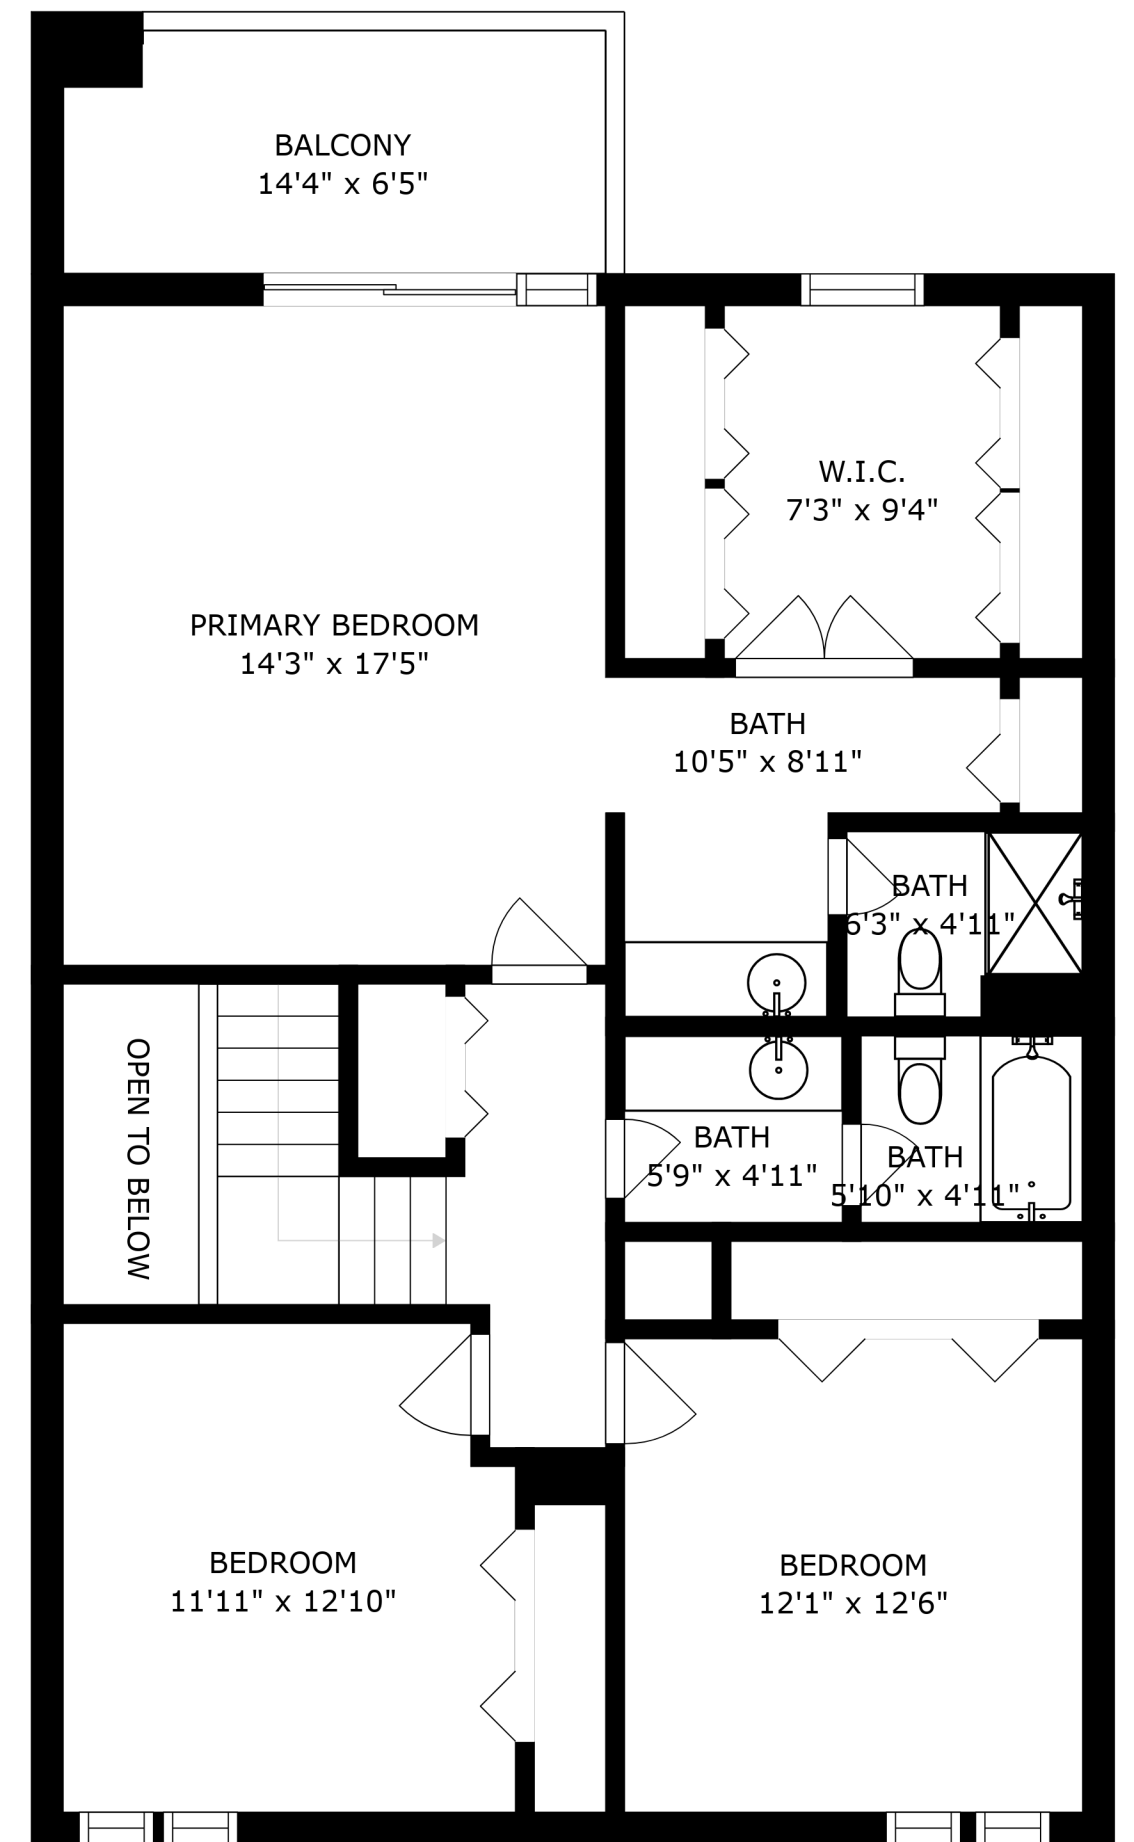 BALCONY
14'4" x 6'5"
W.I.C.
7'3" x 9'4"
PRIMARY BEDROOM
14'3" x 17'5"
BATH
10'5" x 8'11"
BATH
6'3" x 4'11"
OPEN TO BELOW
BATH
5'9" x 4'11"
BATH
5'10" x 4'11"
BEDROOM
11'11" x 12'10"
BEDROOM
12'1" x 12'6"